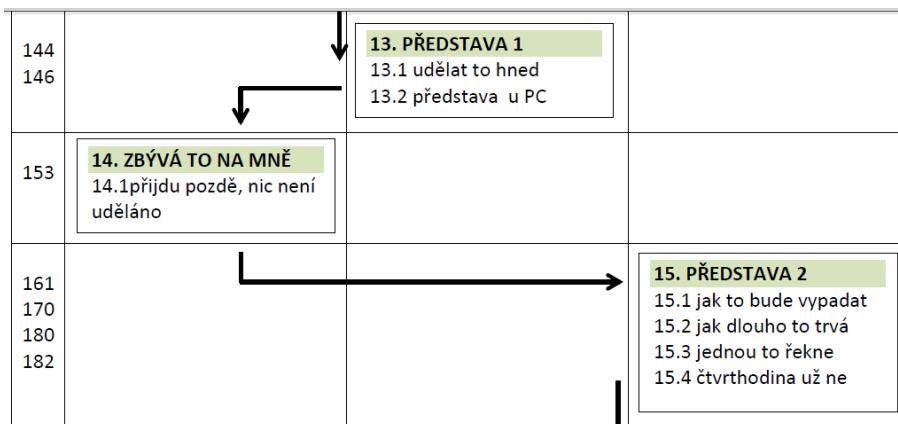 144
146
13. PŘEDSTAVA 1
13.1 udělat to hned
13.2 představa u PC
153
14. ZBÝVÁ TO NA MNĚ
14.1přijdu pozdě, nic není
uděláno
161
170
180
182
15. PŘEDSTAVA 2
15.1 jak to bude vypadat
15.2 jak dlouho to trvá
15.3 jednou to řekne
15.4 čtvrthodina už ne